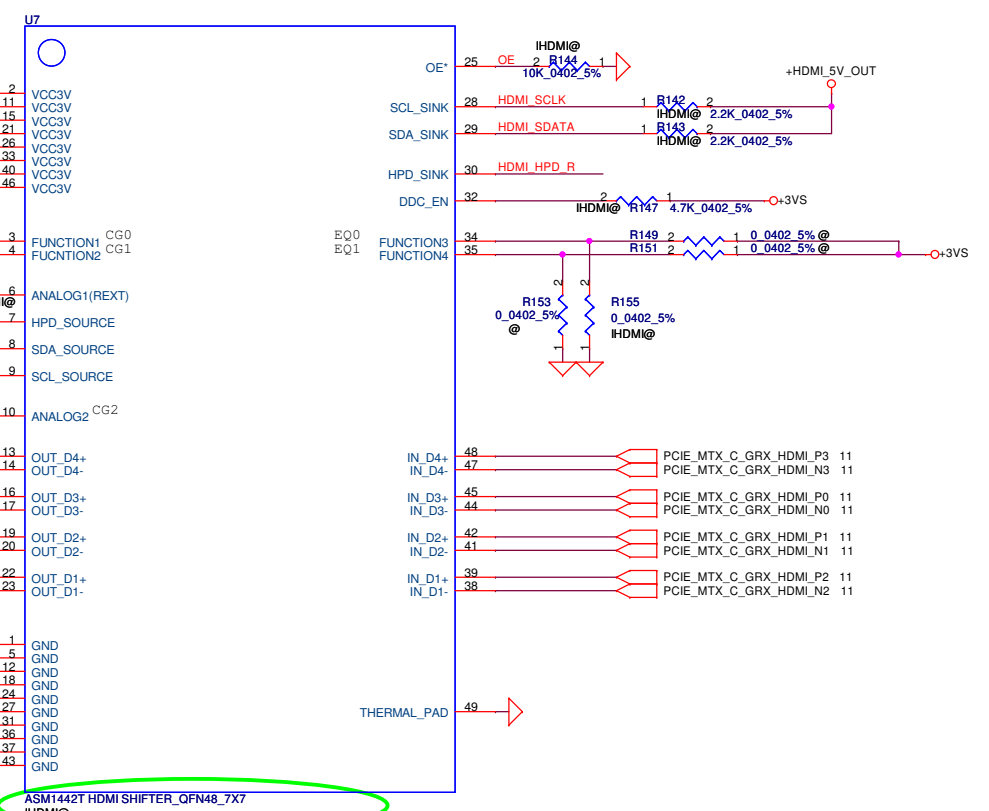 U7
IHDMI@
OE* 25 OE 2 R144 1
10K_0402_5%
+HDMI_5V_OUT
2 VCC3V
11 VCC3V
15 VCC3V
21 VCC3V
26 VCC3V
33 VCC3V
40 VCC3V
46 VCC3V
SCL_SINK 28 HDMI_SCLK 1 R142 2
IHDMI@ 2.2K_0402_5%
SDA_SINK 29 HDMI_SDATA 1 R143 2
IHDMI@ 2.2K_0402_5%
HPD_SINK 30 HDMI_HPD_R
DDC_EN 32 2 1 +3VS
IHDMI@ R147 4.7K_0402_5%
3 FUNCTION1 CG0
4 FUCNTION2 CG1
EQ0 FUNCTION3 34 R149 2 1 0_0402_5% @
EQ1 FUNCTION4 35 R151 2 1 0_0402_5% @
+3VS
6 ANALOG1(REXT)
I@
7 HPD_SOURCE
8 SDA_SOURCE
9 SCL_SOURCE
10 ANALOG2 CG2
2 2
R153
0_0402_5%
@
R155
0_0402_5%
IHDMI@
1 1
13 OUT_D4+
14 OUT_D4-
16 OUT_D3+
17 OUT_D3-
19 OUT_D2+
20 OUT_D2-
22 OUT_D1+
23 OUT_D1-
IN_D4+ 48 PCIE_MTX_C_GRX_HDMI_P3 11
IN_D4- 47 PCIE_MTX_C_GRX_HDMI_N3 11
IN_D3+ 45 PCIE_MTX_C_GRX_HDMI_P0 11
IN_D3- 44 PCIE_MTX_C_GRX_HDMI_N0 11
IN_D2+ 42 PCIE_MTX_C_GRX_HDMI_P1 11
IN_D2- 41 PCIE_MTX_C_GRX_HDMI_N1 11
IN_D1+ 39 PCIE_MTX_C_GRX_HDMI_P2 11
IN_D1- 38 PCIE_MTX_C_GRX_HDMI_N2 11
1 GND
5 GND
12 GND
18 GND
24 GND
27 GND
31 GND
36 GND
37 GND
43 GND
THERMAL_PAD 49
ASM1442T HDMI SHIFTER_QFN48_7X7
IHDMI@